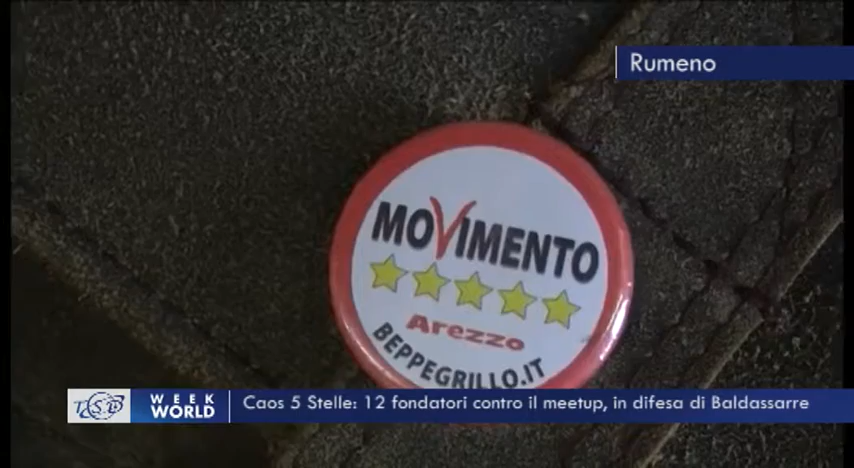 Rumeno
MOVIMENTO
Arezzo
BEPPEGRILLO.IT
TSD
WEEK
WORLD
Caos 5 Stelle: 12 fondatori contro il meetup, in difesa di Baldassarre